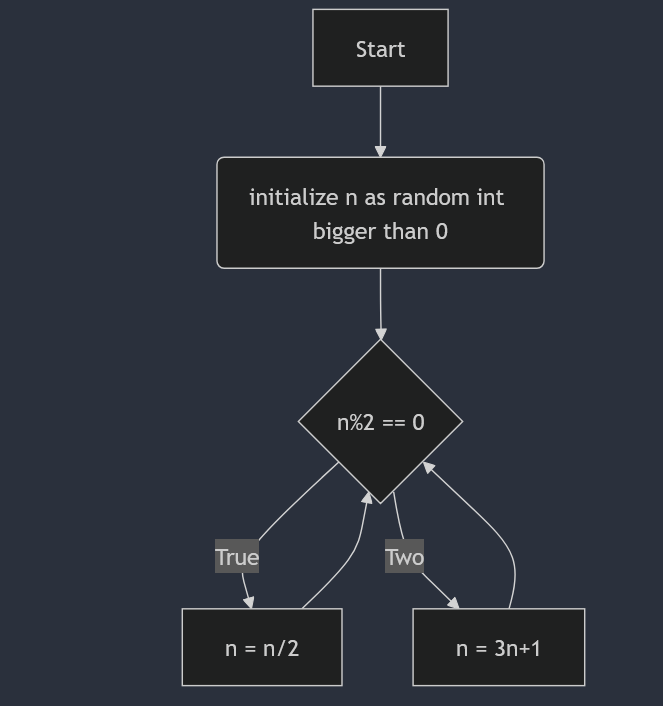 Start
initialize n as random int
bigger than 0
n%2 == 0
True
Two
n = n/2
n = 3n+1